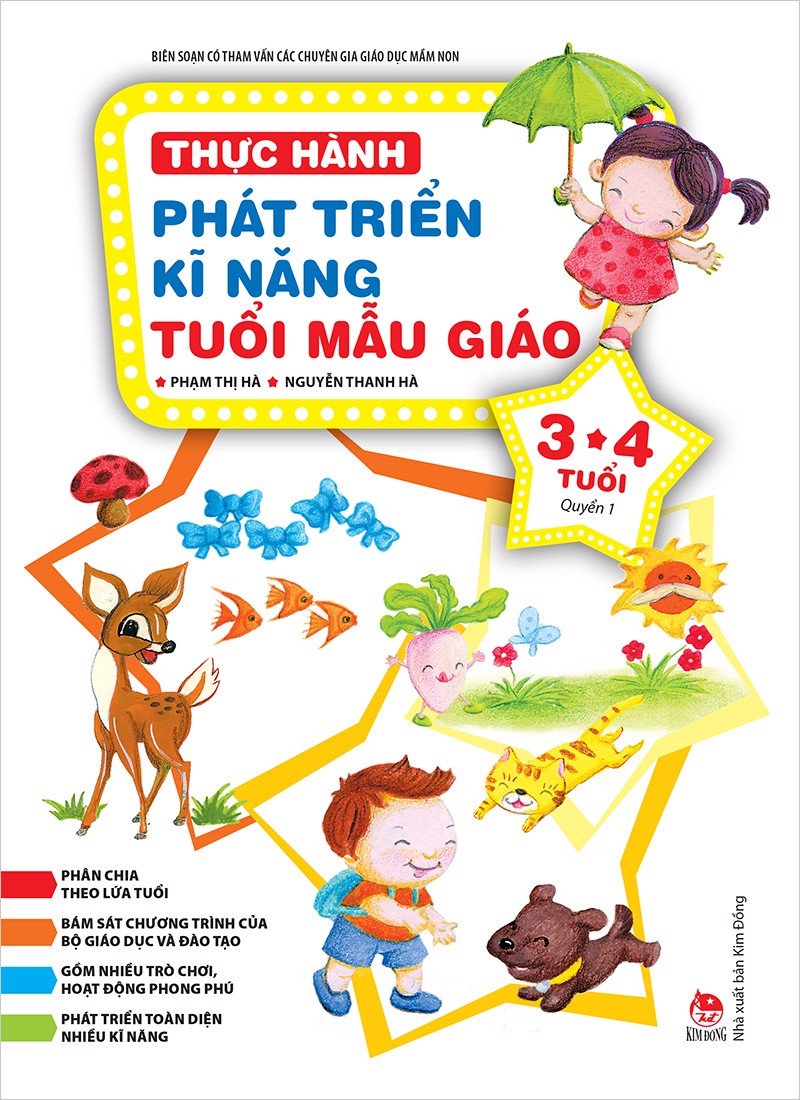 BIÊN SOẠN CÓ THAM VẤN CÁC CHUYÊN GIA GIÁO DỤC MẦM NON
THỰC HÀNH
PHÁT TRIỂN
KĨ NĂNG
TUỔI MẪU GIÁO
PHẠM THỊ HÀ ★ NGUYỄN THANH HÀ
3 ★ 4
TUỔI
Quyển 1
PHÂN CHIA
THEO LỨA TUỔI
BÁM SÁT CHƯƠNG TRÌNH CỦA
BỘ GIÁO DỤC VÀ ĐÀO TẠO
GỒM NHIỀU TRÒ CHƠI,
HOẠT ĐỘNG PHONG PHÚ
PHÁT TRIỂN TOÀN DIỆN
NHIỀU KĨ NĂNG
KIM ĐỒNG
Nhà xuất bản Kim Đồng